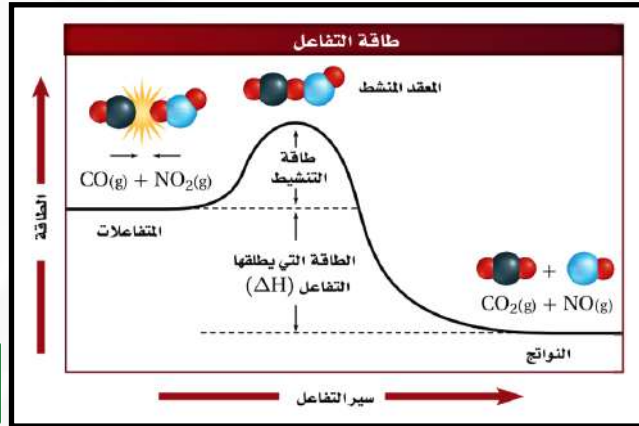 طاقة التفاعل
المعقد المنشط
طاقة
التنشيط
CO(g) + NO₂(g)
المتفاعلات
الطاقة
الطاقة التي يطلقها
التفاعل (ΔH)
+
CO₂(g) + NO(g)
النواتج
سير التفاعل